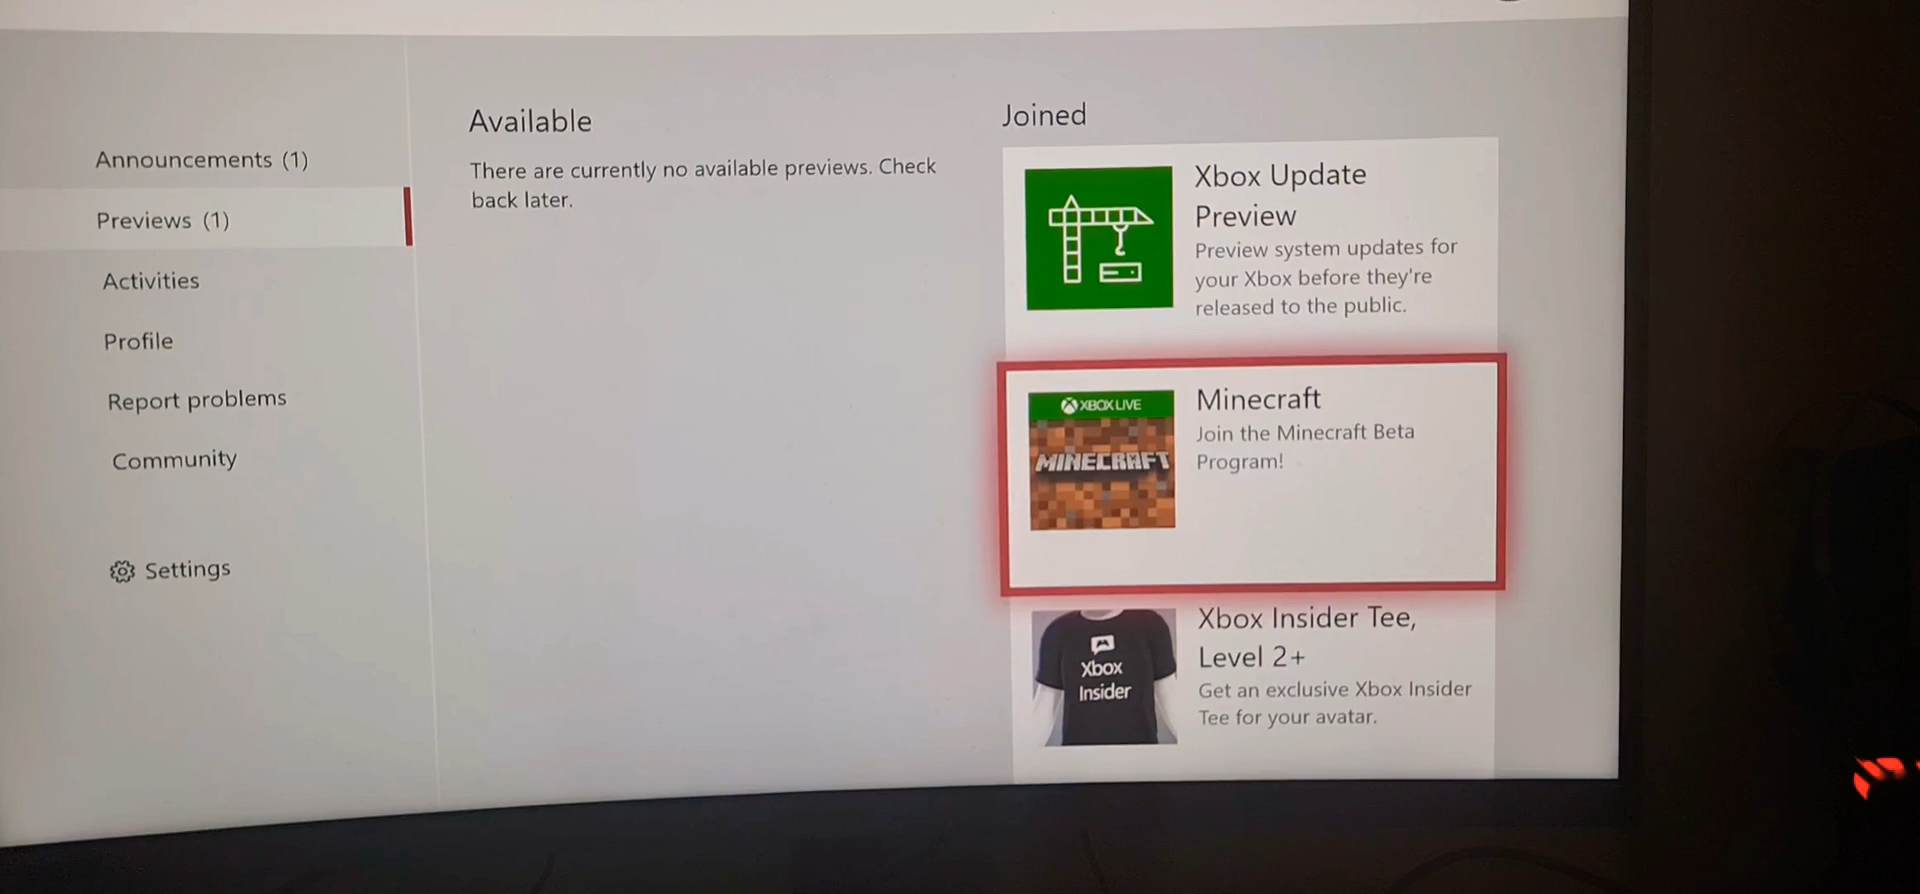 Announcements (1)
Previews (1)
Activities
Profile
Report problems
Community
Settings
Available
There are currently no available previews. Check
back later.
Joined
Xbox Update
Preview
Preview system updates for
your Xbox before they're
released to the public.
XBOX LIVE
MINECRAFT
Minecraft
Join the Minecraft Beta
Program!
Xbox
Insider
Xbox Insider Tee,
Level 2+
Get an exclusive Xbox Insider
Tee for your avatar.